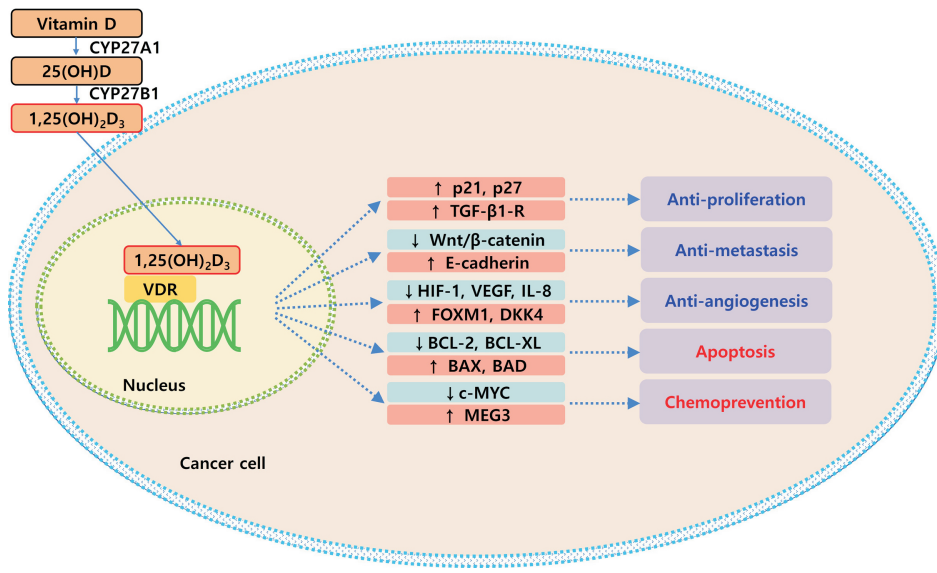 Vitamin D
CYP27A1
25(OH)D
CYP27B1
1,25(OH)₂D₃
1,25(OH)₂D₃
VDR
Nucleus
Cancer cell
↑ p21, p27
↑ TGF-β1-R
Anti-proliferation
↓ Wnt/β-catenin
↑ E-cadherin
Anti-metastasis
↓HIF-1, VEGF, IL-8
↑ FOXM1, DKK4
Anti-angiogenesis
↓BCL-2, BCL-XL
↑ BAX, BAD
Apoptosis
↓c-MYC
↑ MEG3
Chemoprevention